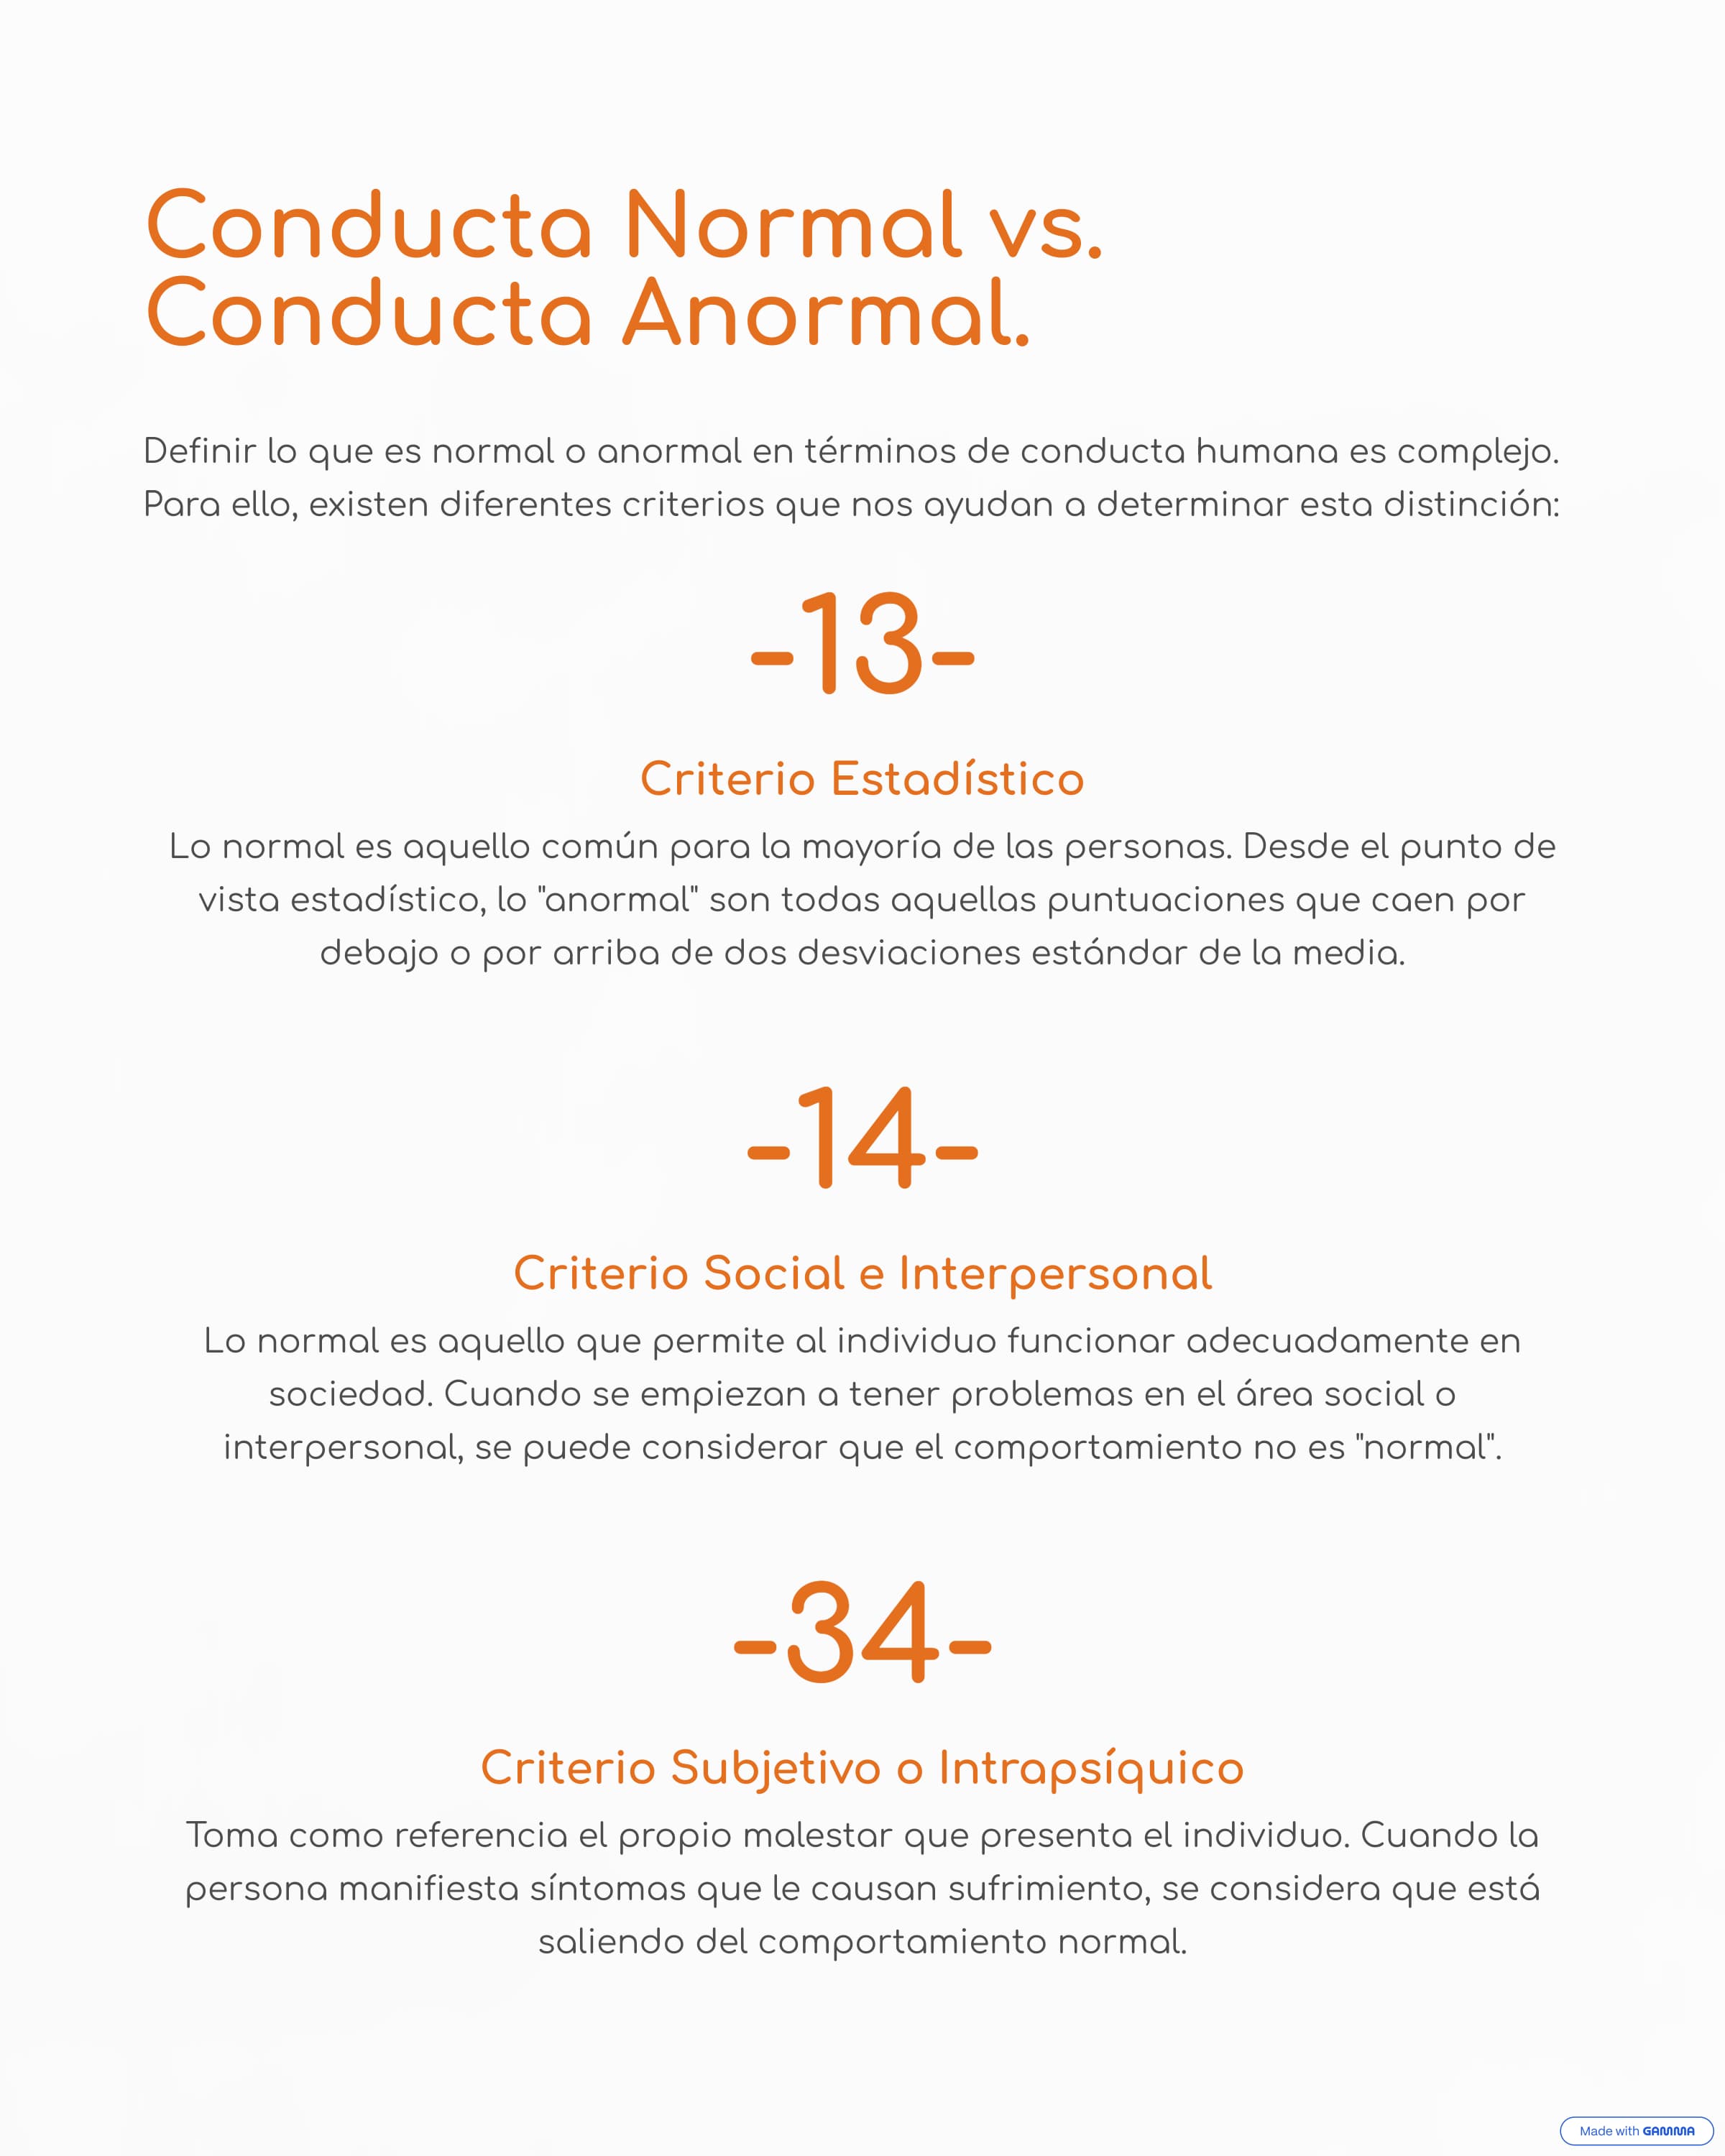 Conducta Normal vs.
Conducta Anormal.
Definir lo que es normal o anormal en términos de conducta humana es complejo.
Para ello, existen diferentes criterios que nos ayudan a determinar esta distinción:
-13-
Criterio Estadístico
Lo normal es aquello común para la mayoría de las personas. Desde el punto de
vista estadístico, lo "anormal" son todas aquellas puntuaciones que caen por
debajo o por arriba de dos desviaciones estándar de la media.
-14-
Criterio Social e Interpersonal
Lo normal es aquello que permite al individuo funcionar adecuadamente en
sociedad. Cuando se empiezan a tener problemas en el área social o
interpersonal, se puede considerar que el comportamiento no es "normal".
-34-
Criterio Subjetivo o Intrapsíquico
Toma como referencia el propio malestar que presenta el individuo. Cuando la
persona manifiesta síntomas que le causan sufrimiento, se considera que está
saliendo del comportamiento normal.
Made with GAMMA